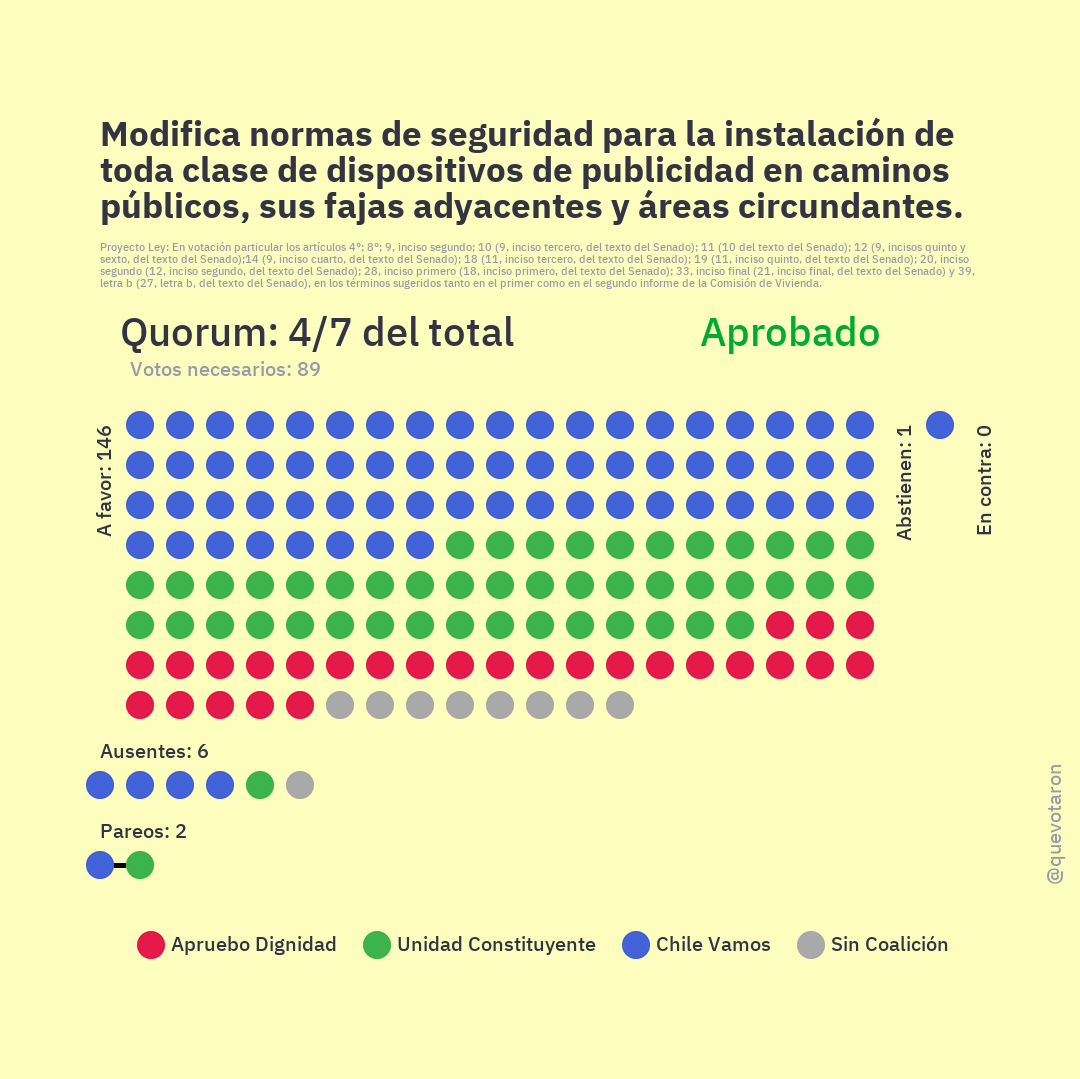 Modifica normas de seguridad para la instalación de
toda clase de dispositivos de publicidad en caminos
públicos, sus fajas adyacentes y áreas circundantes.
Proyecto Ley: En votación particular los artículos 4°; 8°; 9, inciso segundo; 10 (9, inciso tercero, del texto del Senado); 11 (10 del texto del Senado); 12 (9, incisos quinto y
sexto, del texto del Senado);14 (9, inciso cuarto, del texto del Senado); 18 (11, inciso tercero, del texto del Senado); 19 (11, inciso quinto, del texto del Senado); 20, inciso
segundo (12, inciso segundo, del texto del Senado); 28, inciso primero (18, inciso primero, del texto del Senado); 33, inciso final (21, inciso final, del texto del Senado) y 39,
letra b (27, letra b, del texto del Senado), en los términos sugeridos tanto en el primer como en el segundo informe de la Comisión de Vivienda.
Quorum: 4/7 del total
Aprobado
Votos necesarios: 89
A favor: 146
Abstienen: 1
En contra: 0
Ausentes: 6
Pareos: 2
@quevotaron
Apruebo Dignidad
Unidad Constituyente
Chile Vamos
Sin Coalición